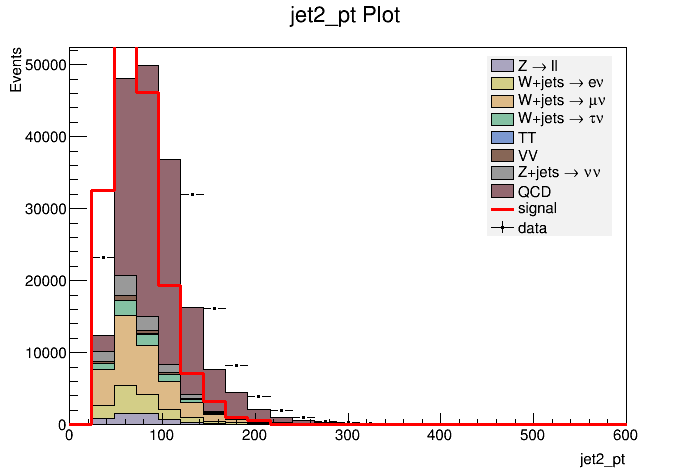 jet2_pt Plot
Events
50000
40000
30000
20000
10000
0
Z → ll
W+jets → eν
W+jets → μν
W+jets → τν
TT
VV
Z+jets → νν
QCD
signal
data
0 100 200 300 400 500 600
jet2_pt